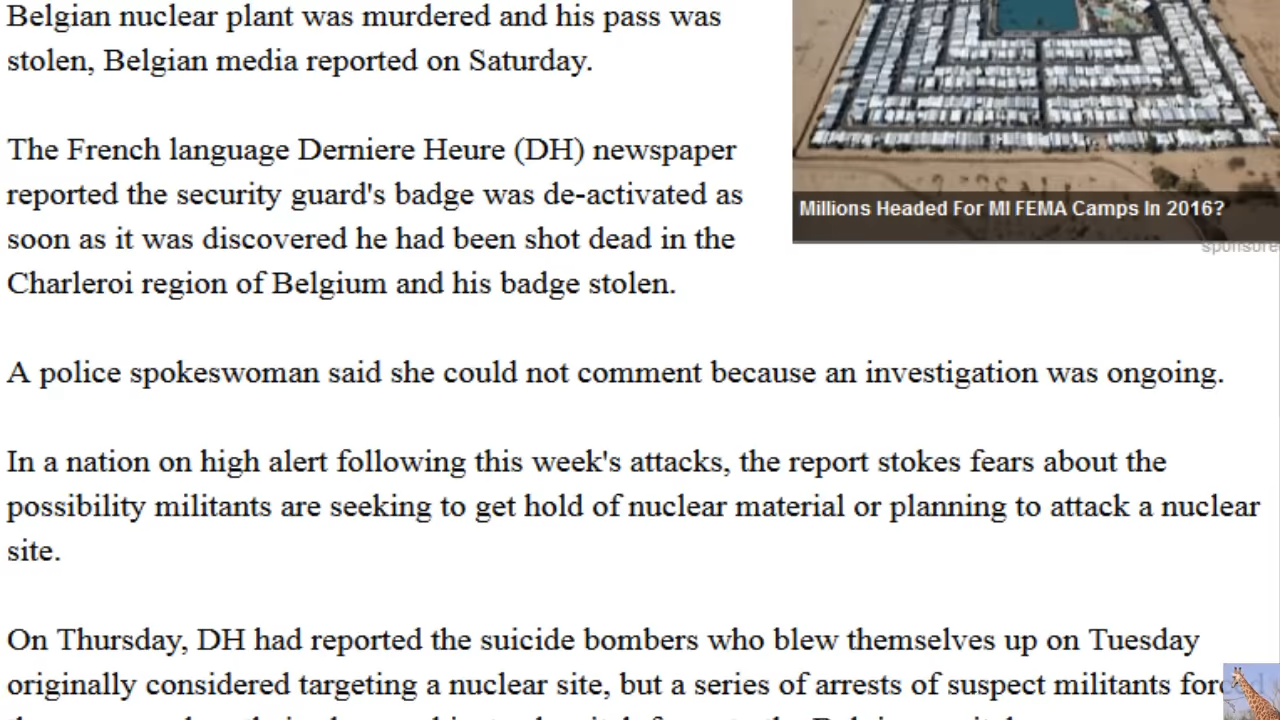 Belgian nuclear plant was murdered and his pass was
stolen, Belgian media reported on Saturday.
The French language Derniere Heure (DH) newspaper
reported the security guard's badge was de-activated as
soon as it was discovered he had been shot dead in the
Charleroi region of Belgium and his badge stolen.
Millions Headed For MI FEMA Camps In 2016?
sponsore
A police spokeswoman said she could not comment because an investigation was ongoing.
In a nation on high alert following this week's attacks, the report stokes fears about the
possibility militants are seeking to get hold of nuclear material or planning to attack a nuclear
site.
On Thursday, DH had reported the suicide bombers who blew themselves up on Tuesday
originally considered targeting a nuclear site, but a series of arrests of suspect militants forced